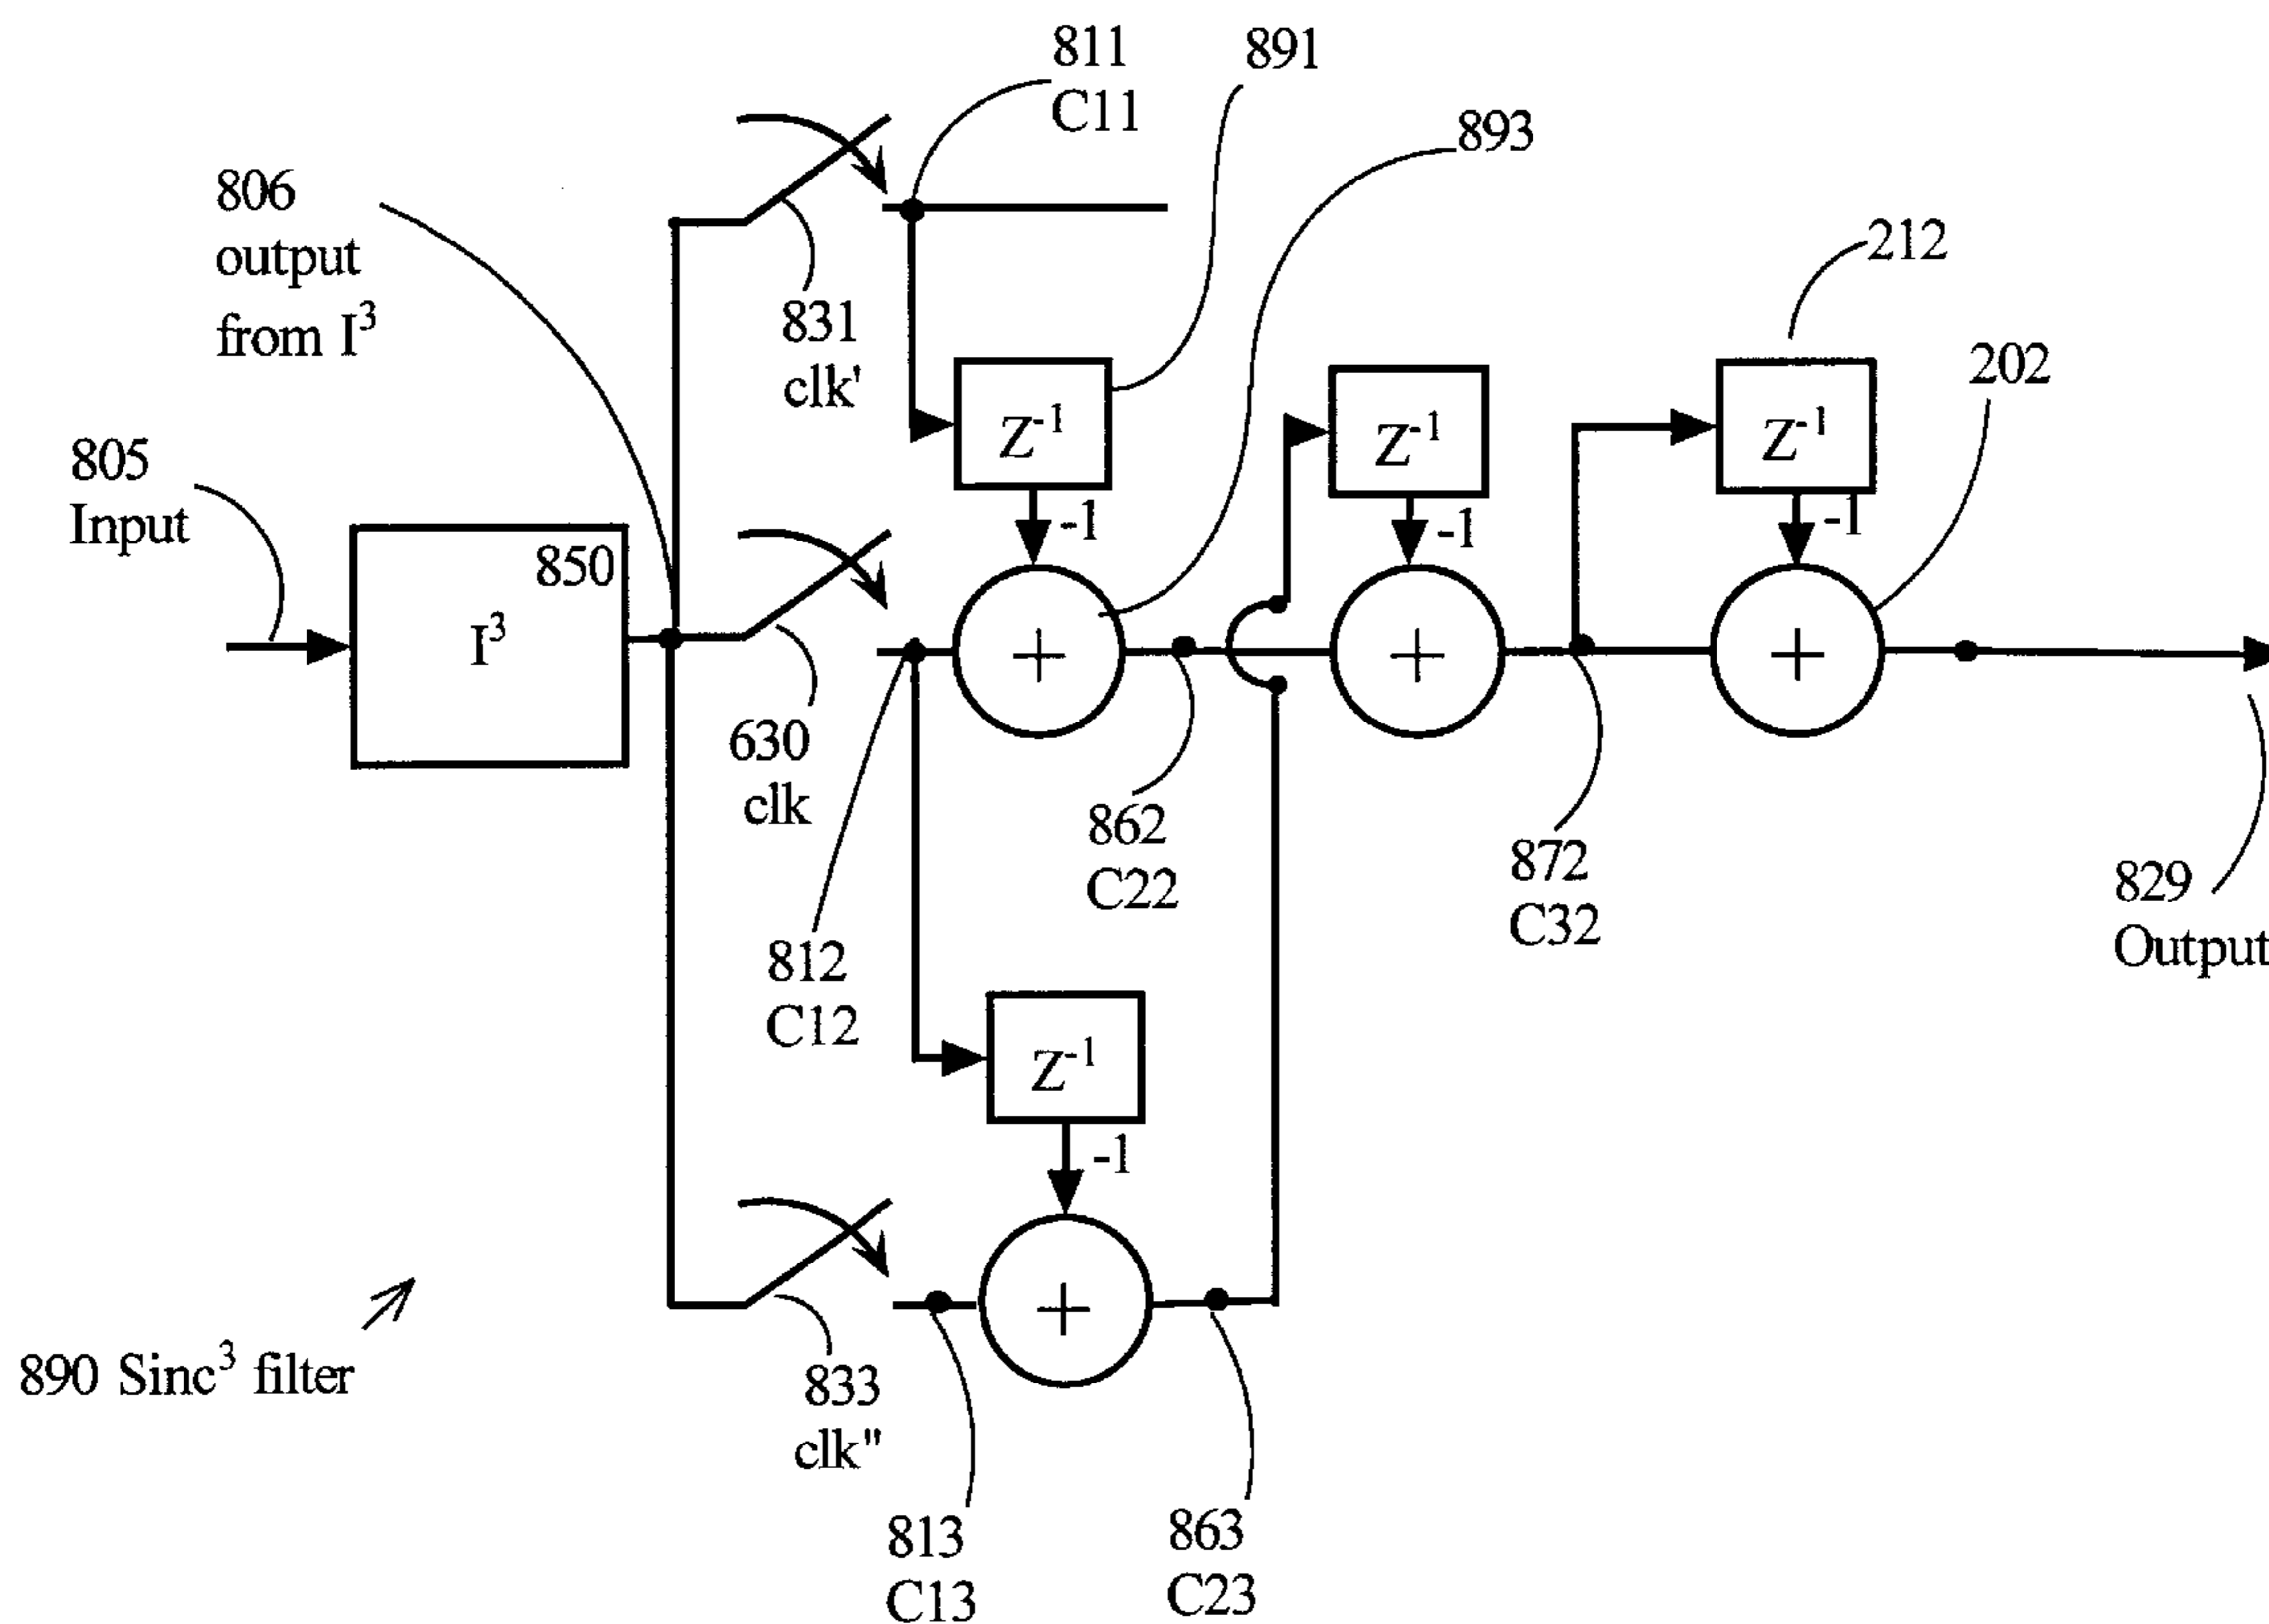 811
C11
891
893
806
output
from I³
212
831
clk'
202
805
Input
Z⁻¹
Z⁻¹
Z⁻¹
-1
-1
-1
850
I³
+
+
+
630
clk
862
C22
872
C32
829
Output
812
C12
Z⁻¹
-1
+
890 Sinc³ filter
833
clk"
813
C13
863
C23